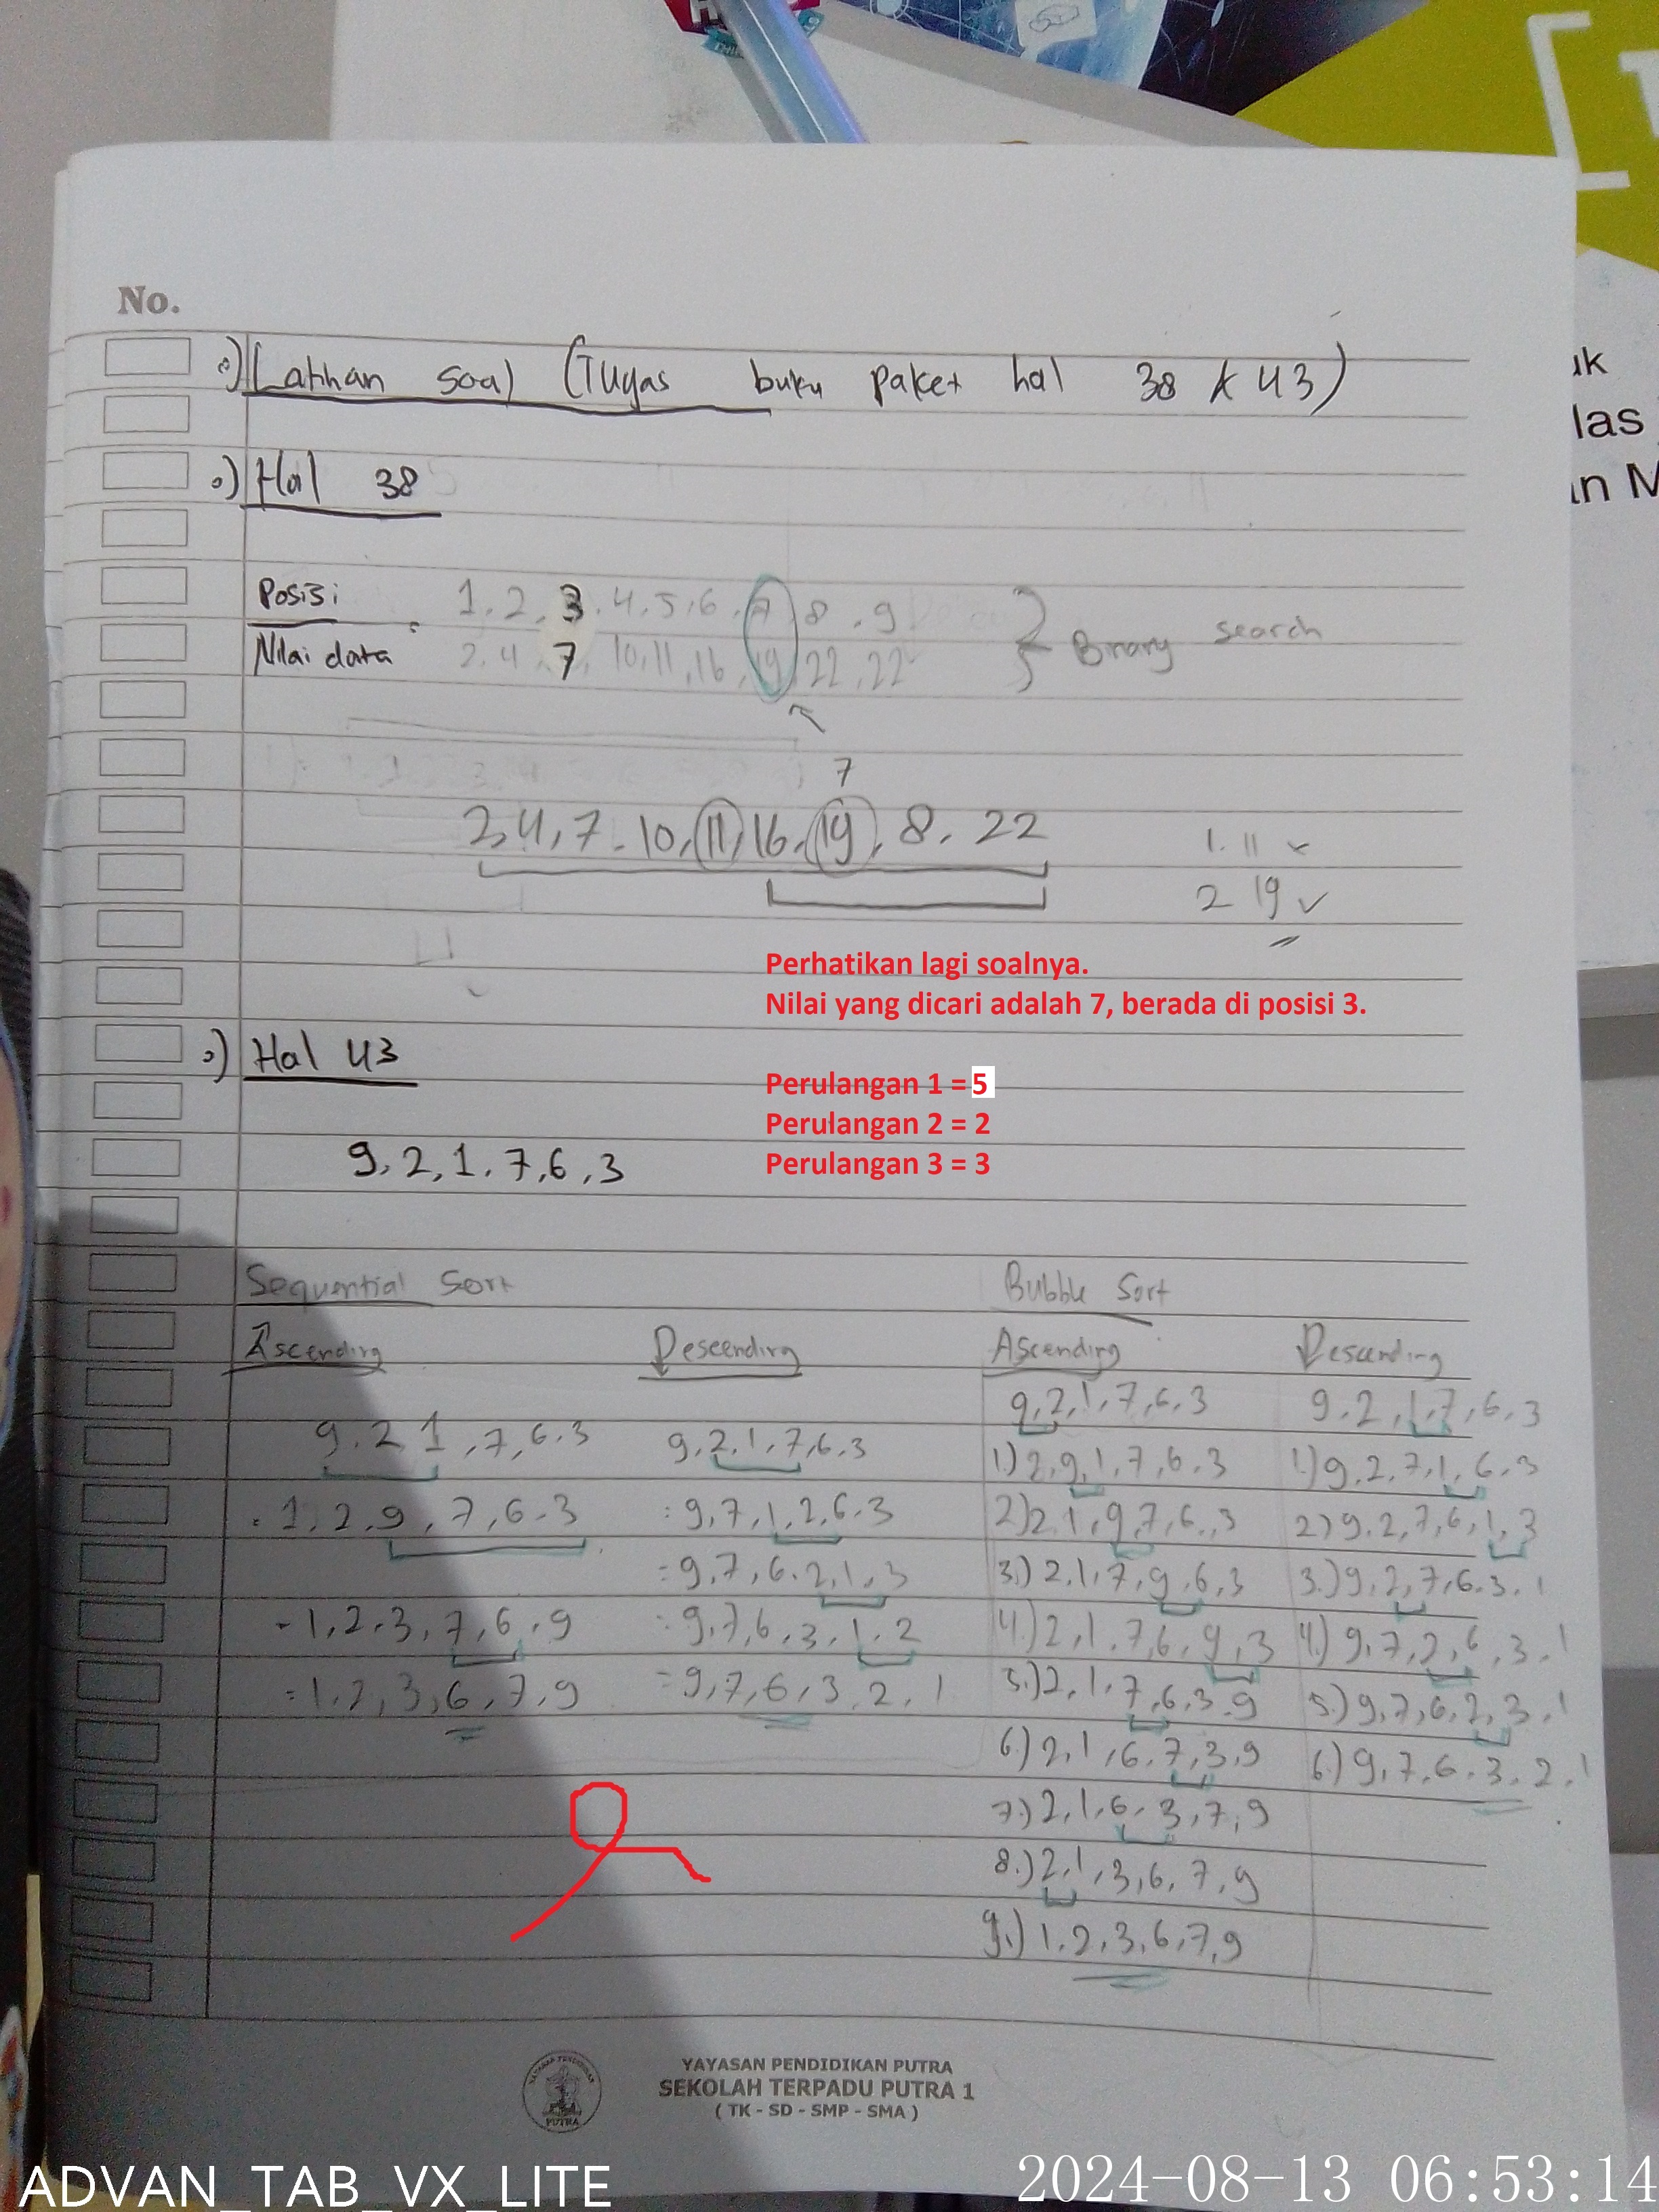 No.
Latihan soal (Tugas buku paket hal 38 & 43)
Hal 38
Posisi : 1, 2, 3, 4, 5, 6, 7, 8, 9
Nilai data 2, 4, 7, 10, 11, 16, 19, 22, 22
Binary search
7
2, 4, 7, 10, 11, 16, 19, 8, 22
1. 11 ✓
2 19 ✓
Perhatikan lagi soalnya.
Nilai yang dicari adalah 7, berada di posisi 3.
Hal 43
Perulangan 1 = 5
Perulangan 2 = 2
Perulangan 3 = 3
9, 2, 1, 7, 6, 3
Sequential Sort
Ascending
9, 2, 1, 7, 6, 3
= 1, 2, 9, 7, 6, 3
= 1, 2, 3, 7, 6, 9
= 1, 2, 3, 6, 7, 9
Descending
9, 2, 1, 7, 6, 3
= 9, 7, 1, 2, 6, 3
= 9, 7, 6, 2, 1, 3
= 9, 7, 6, 3, 1, 2
= 9, 7, 6, 3, 2, 1
Bubble Sort
Ascending
9, 2, 1, 7, 6, 3
1.) 2, 9, 1, 7, 6, 3
2.) 2, 1, 9, 7, 6, 3
3.) 2, 1, 7, 9, 6, 3
4.) 2, 1, 7, 6, 9, 3
5.) 2, 1, 7, 6, 3, 9
6.) 2, 1, 6, 7, 3, 9
7.) 2, 1, 6, 3, 7, 9
8.) 2, 1, 3, 6, 7, 9
9.) 1, 2, 3, 6, 7, 9
Descending
9, 2, 1, 7, 6, 3
1.) 9, 2, 7, 1, 6, 3
2.) 9, 2, 7, 6, 1, 3
3.) 9, 2, 7, 6, 3, 1
4.) 9, 7, 2, 6, 3, 1
5.) 9, 7, 6, 2, 3, 1
6.) 9, 7, 6, 3, 2, 1
YAYASAN PENDIDIKAN PUTRA
SEKOLAH TERPADU PUTRA 1
( TK - SD - SMP - SMA )
PUTRA
ADVAN_TAB_VX_LITE
2024-08-13 06:53:14